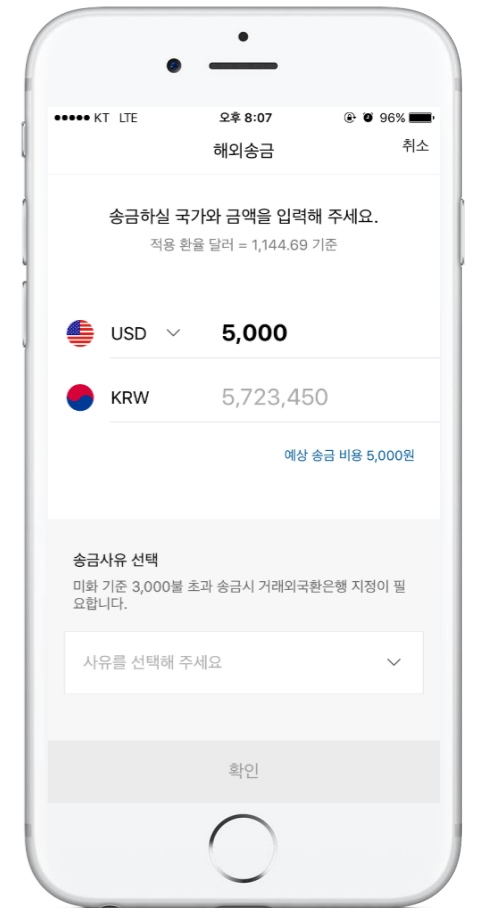 ●●●●● KT LTE 오후 8:07 96%
해외송금 취소
송금하실 국가와 금액을 입력해 주세요.
적용 환율 달러 = 1,144.69 기준
USD 5,000
KRW 5,723,450
예상 송금 비용 5,000원
송금사유 선택
미화 기준 3,000불 초과 송금시 거래외국환은행 지정이 필
요합니다.
사유를 선택해 주세요
확인